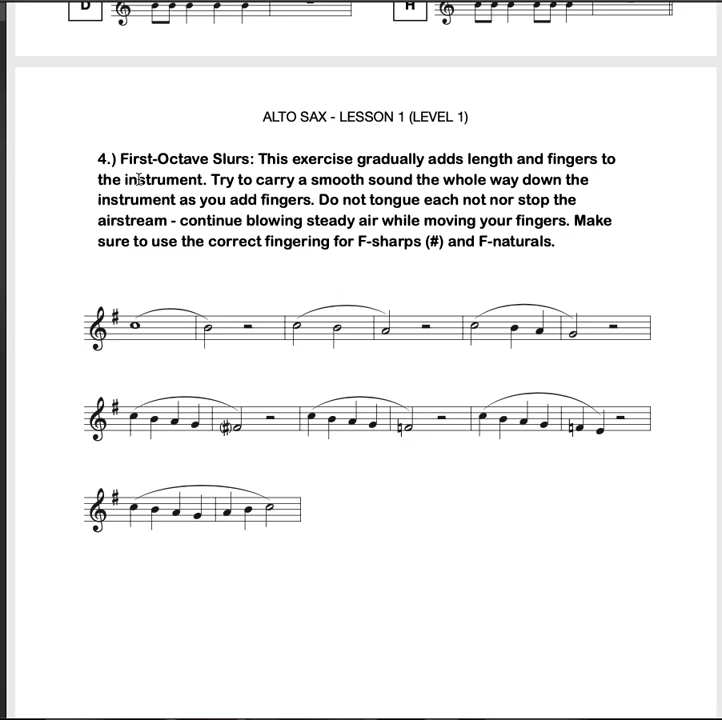 D H
ALTO SAX - LESSON 1 (LEVEL 1)
4.) First-Octave Slurs: This exercise gradually adds length and fingers to
the instrument. Try to carry a smooth sound the whole way down the
instrument as you add fingers. Do not tongue each not nor stop the
airstream - continue blowing steady air while moving your fingers. Make
sure to use the correct fingering for F-sharps (#) and F-naturals.